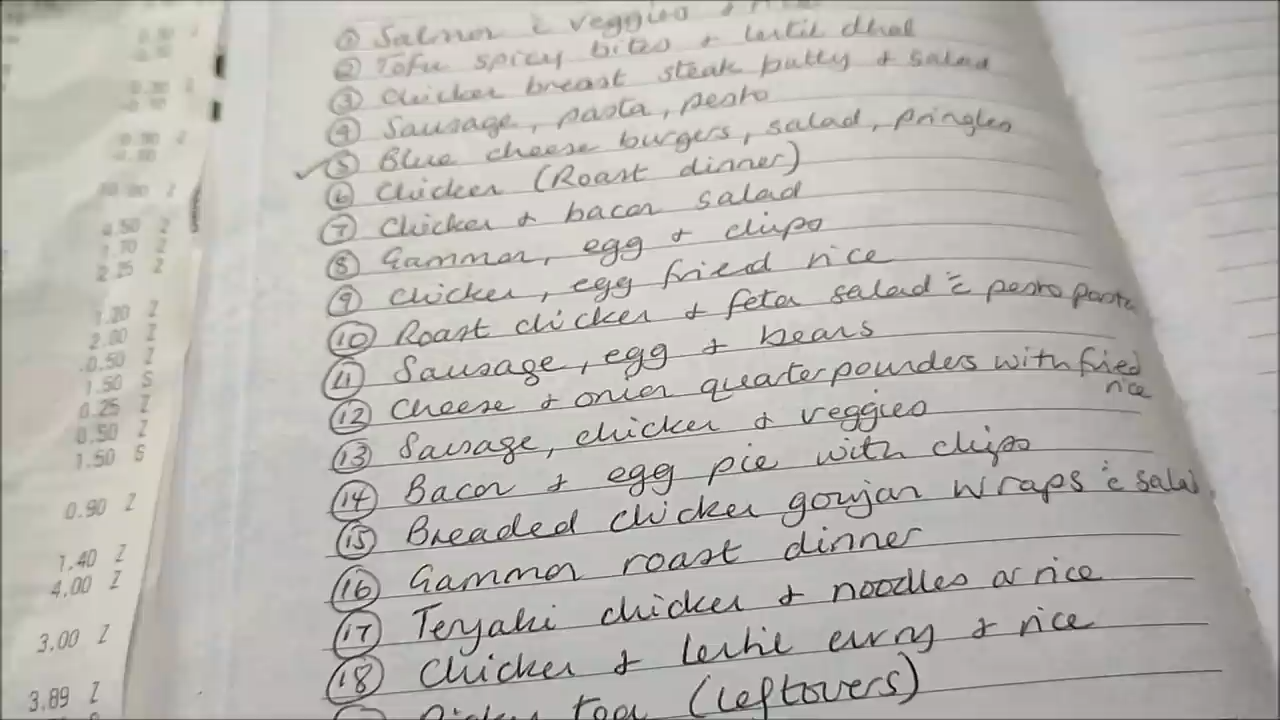 4.50 Z
1.70 Z
2.25 Z
1.20 Z
2.00 Z
-0.50 Z
1.50 S
0.25 Z
0.50 Z
1.50 S
0.90 Z
1.40 Z
4.00 Z
3.00 Z
3.89 Z
① Salmon c̄ veggies +
② Tofu spicy bites + lentil dhal
③ Chicken breast steak butty + salad
④ Sausage, pasta, pesto
✓⑤ Blue cheese burgers, salad, pringles
⑥ Chicken (Roast dinner)
⑦ Chicken + bacon salad
⑧ Gammon, egg + chips
⑨ Chicken, egg fried rice
⑩ Roast chicken + feta salad c̄ pesto pasta
⑪ Sausage, egg + beans
⑫ Cheese + onion quarterpounders with fried
rice
⑬ Sausage, chicken + veggies
⑭ Bacon + egg pie with chips
⑮ Breaded chicken goujan wraps c̄ salad
⑯ Gammon roast dinner
⑰ Teryaki chicken + noodles or rice
⑱ Chicken + lentil curry + rice
tea (leftovers)